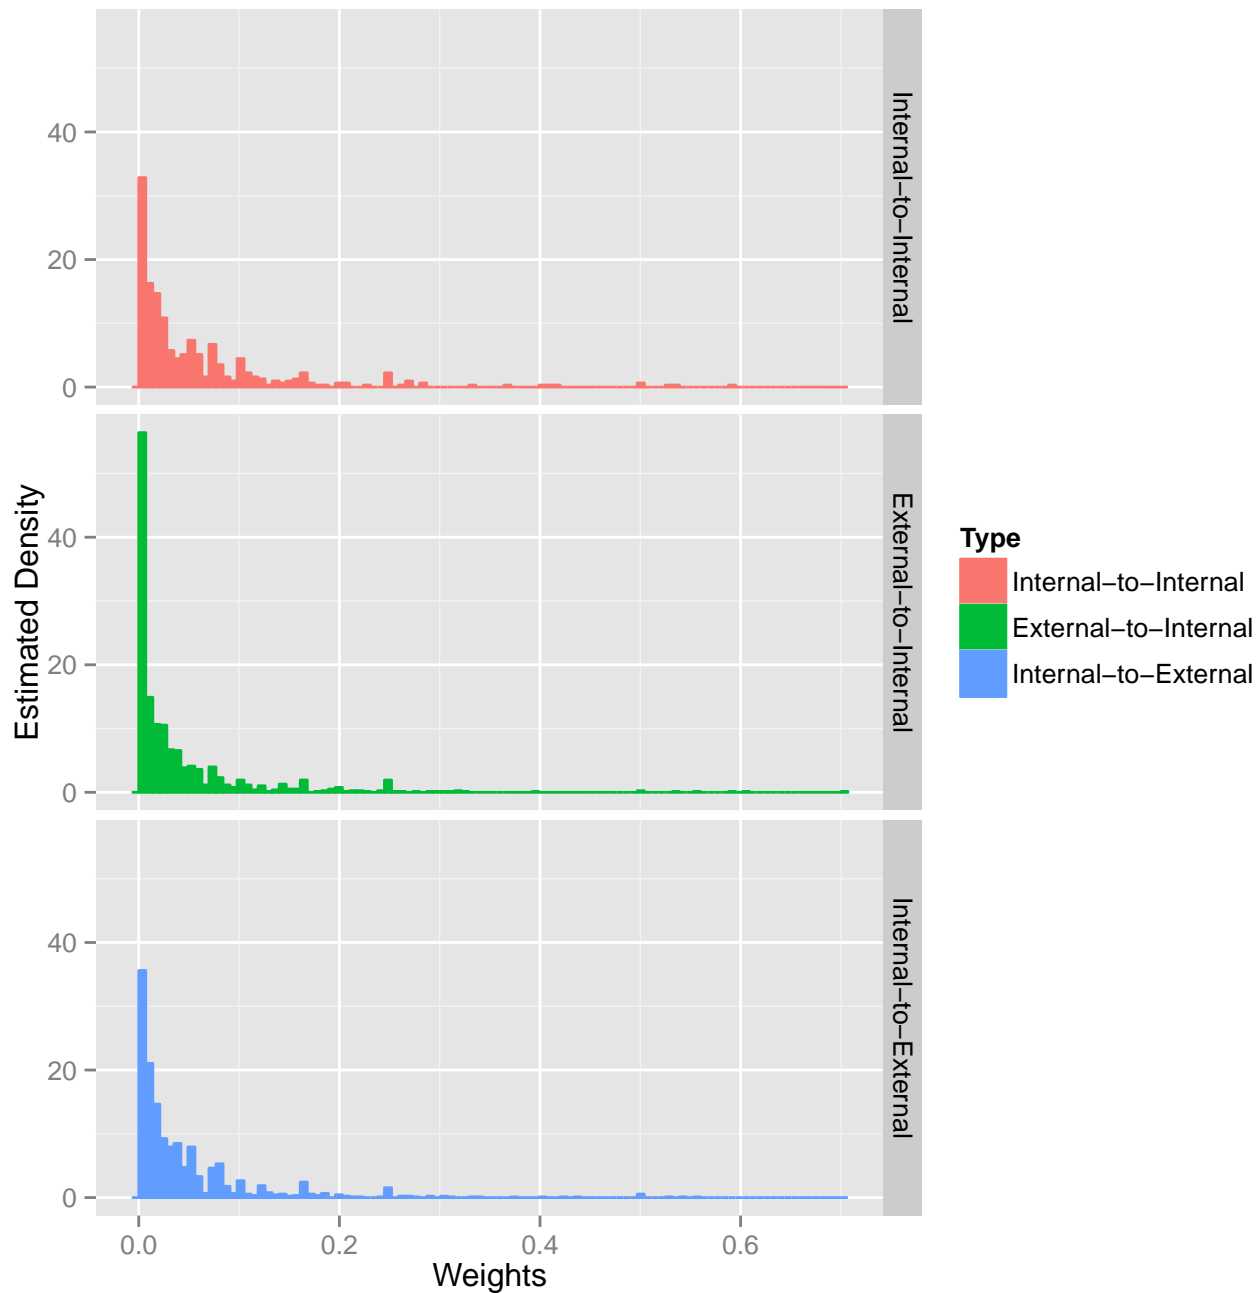 Estimated Density
40
20
0
Internal–to–Internal
40
20
0
External–to–Internal
40
20
0
Internal–to–External
0.0 0.2 0.4 0.6
Weights
Type
Internal–to–Internal
External–to–Internal
Internal–to–External